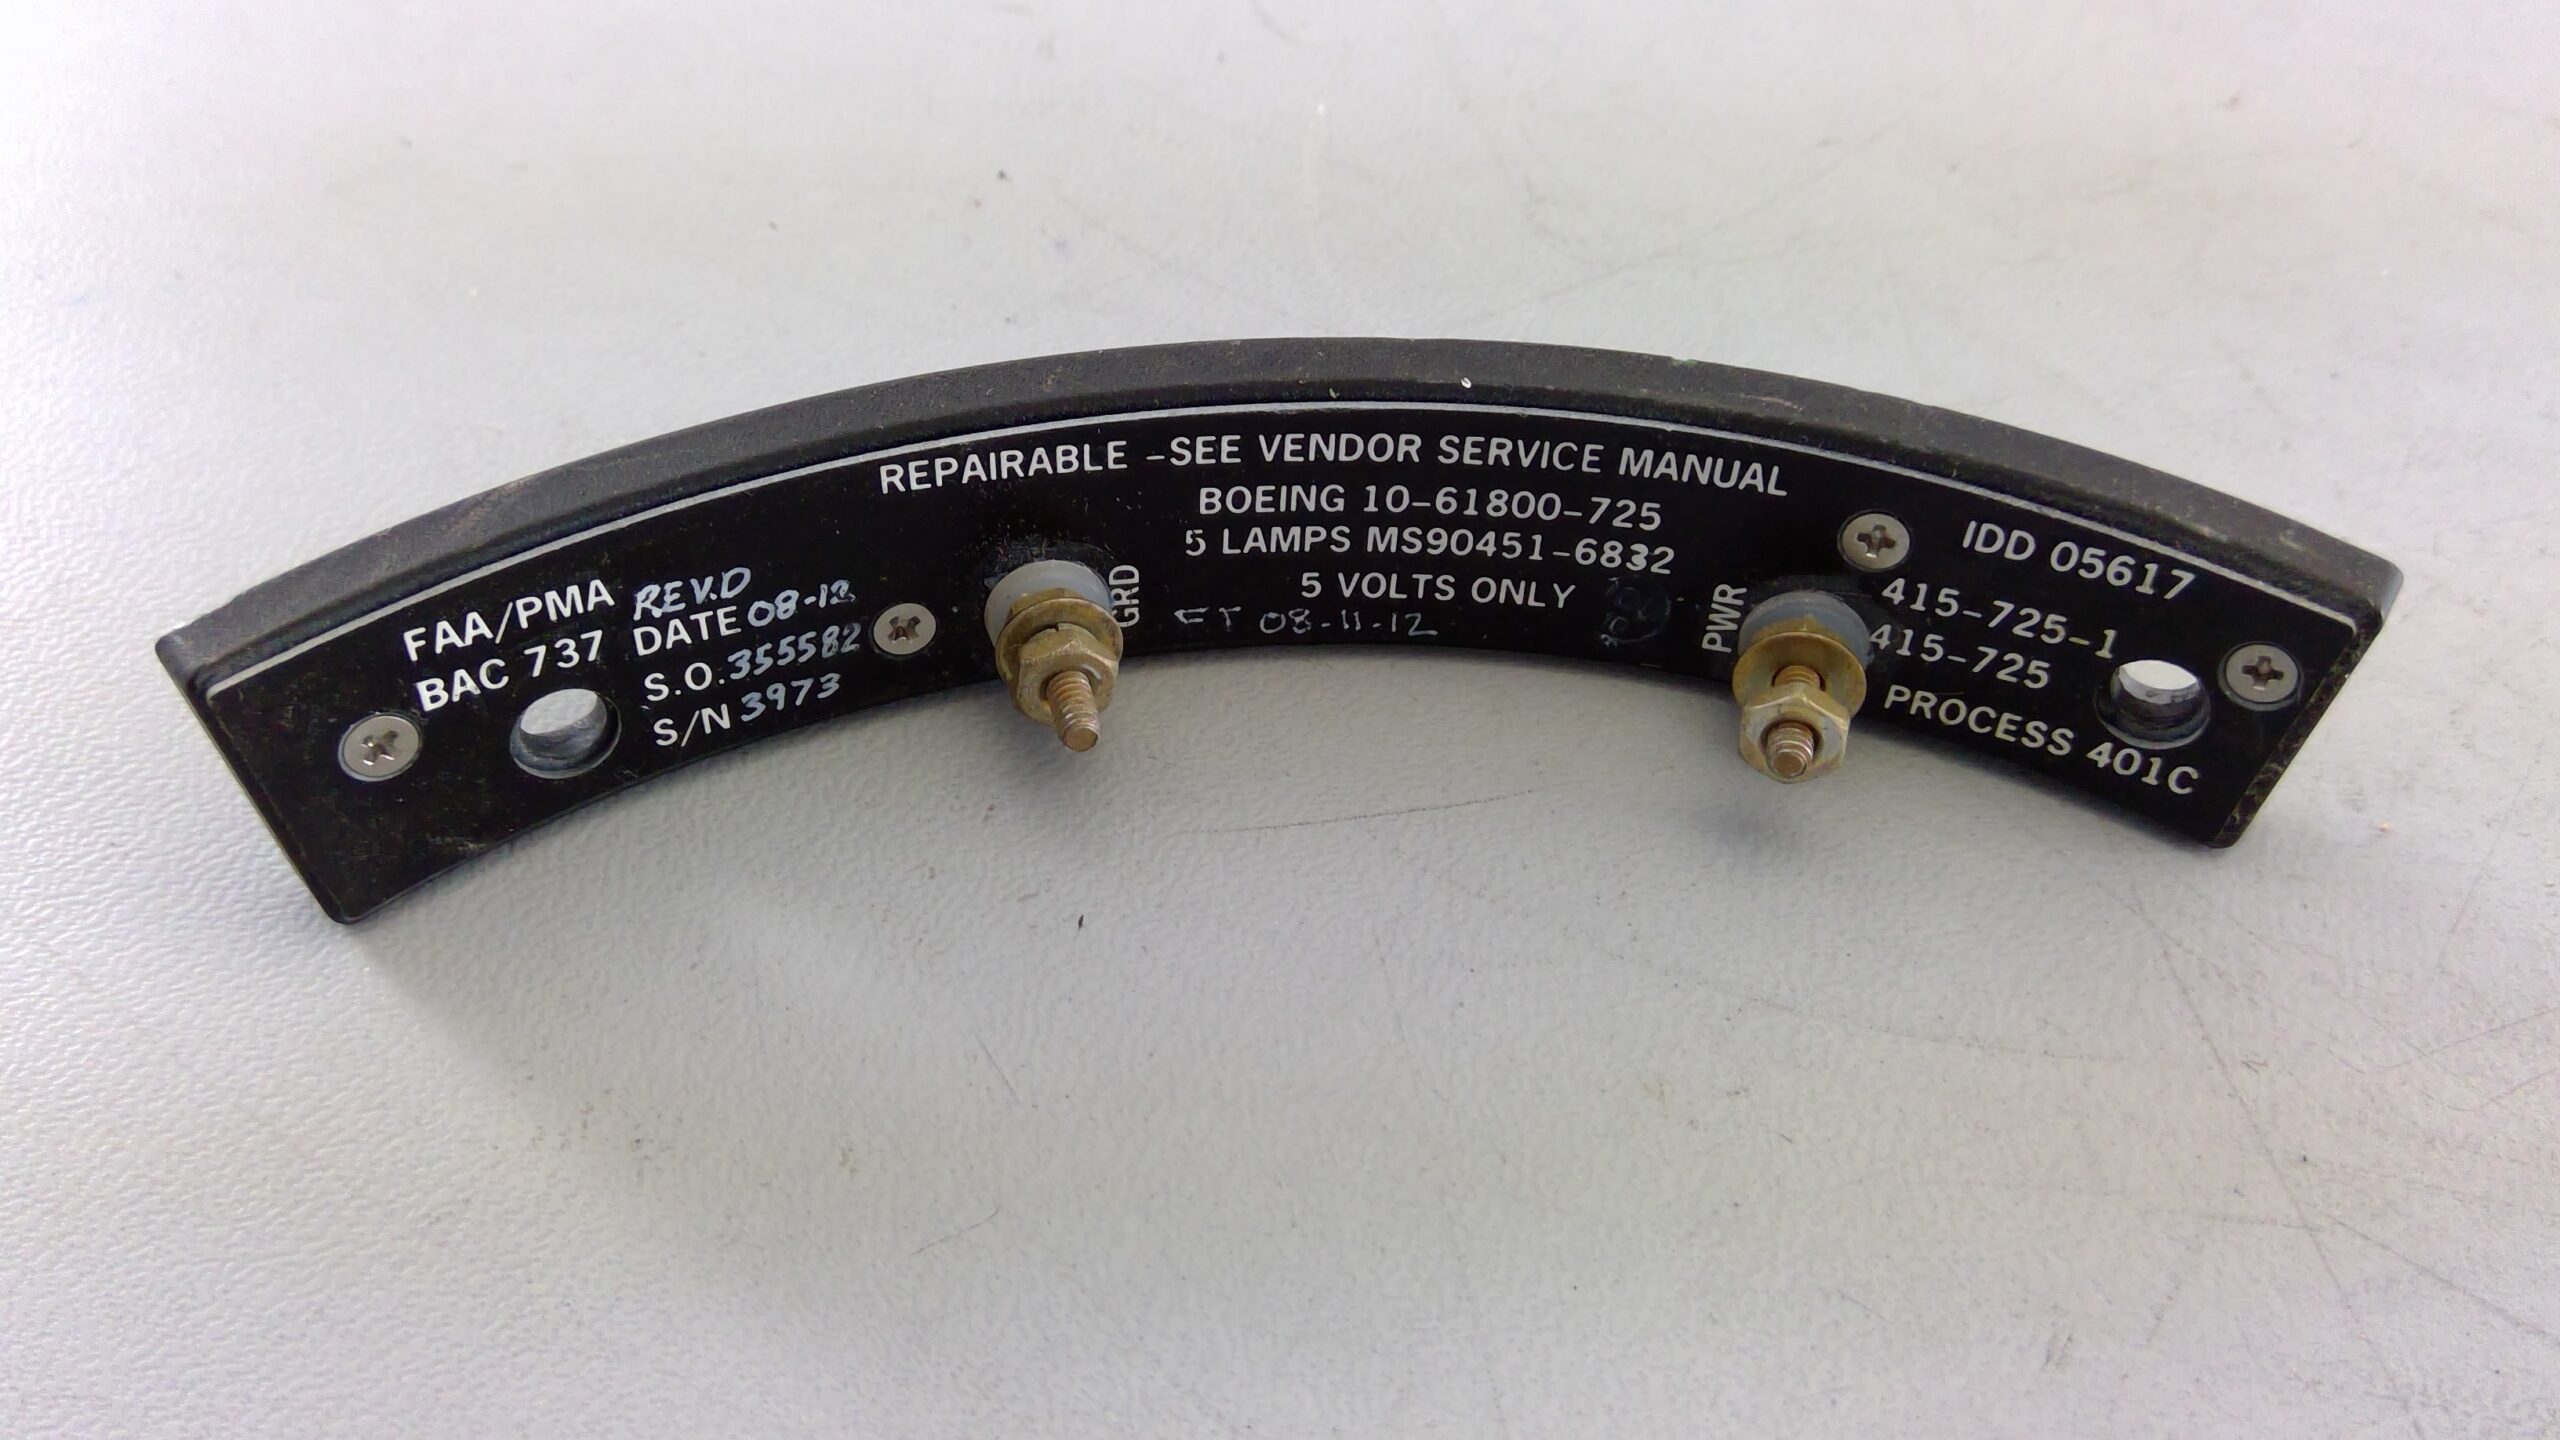 REPAIRABLE -SEE VENDOR SERVICE MANUAL
BOEING 10-61800-725
5 LAMPS MS90451-6832
5 VOLTS ONLY
08-11-12
FAA/PMA REV.D
BAC 737 DATE 08-12
S.O. 355582
S/N 3973
GRD
PWR
IDD 05617
415-725-1
415-725
PROCESS 401C